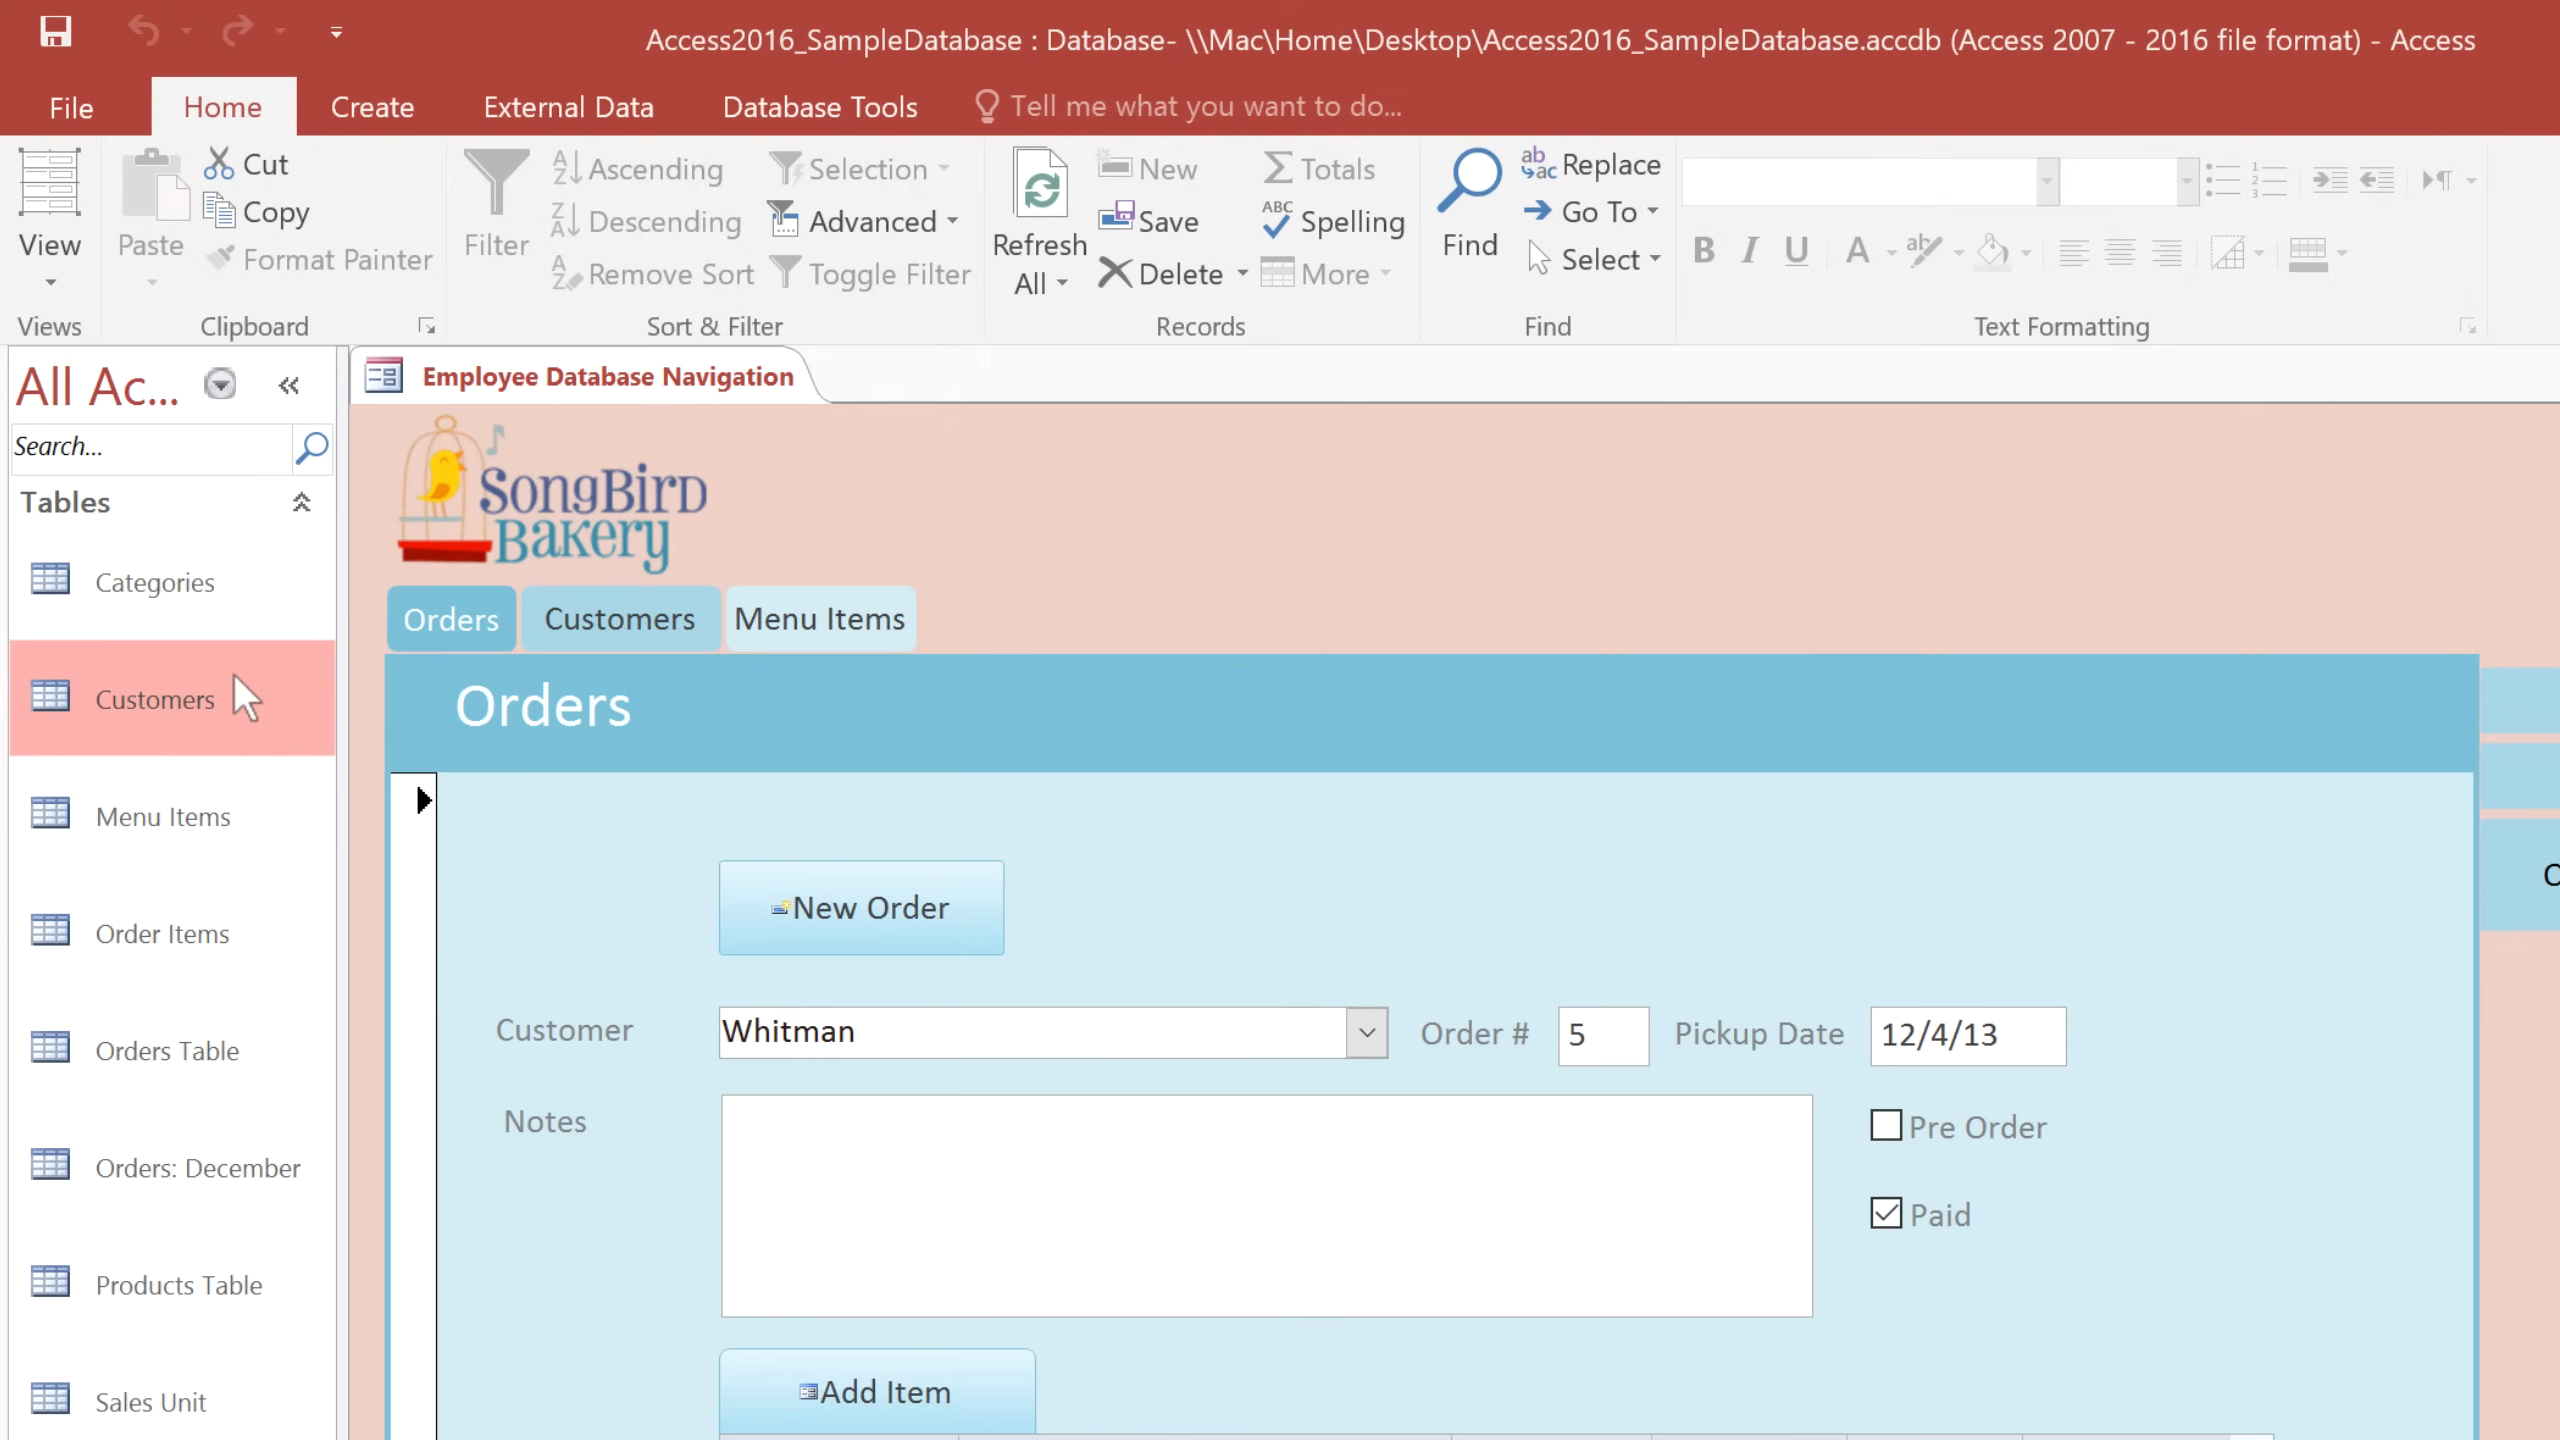 Access2016_SampleDatabase : Database- \\Mac\Home\Desktop\Access2016_SampleDatabase.accdb (Access 2007 - 2016 file format) - Access
File Home Create External Data Database Tools Tell me what you want to do...
View
Views
Paste
Cut
Copy
Format Painter
Clipboard
Filter
Ascending
Descending
Remove Sort
Selection
Advanced
Toggle Filter
Sort & Filter
Refresh
All
New
Save
Delete
Totals
Spelling
More
Records
Find
Replace
Go To
Select
Find
B I U A
Text Formatting
All Ac...
Search...
Tables
Categories
Customers
Menu Items
Order Items
Orders Table
Orders: December
Products Table
Sales Unit
Employee Database Navigation
SongBird
Bakery
Orders Customers Menu Items
Orders
New Order
Customer Whitman Order # 5 Pickup Date 12/4/13
Notes
Pre Order
Paid
Add Item